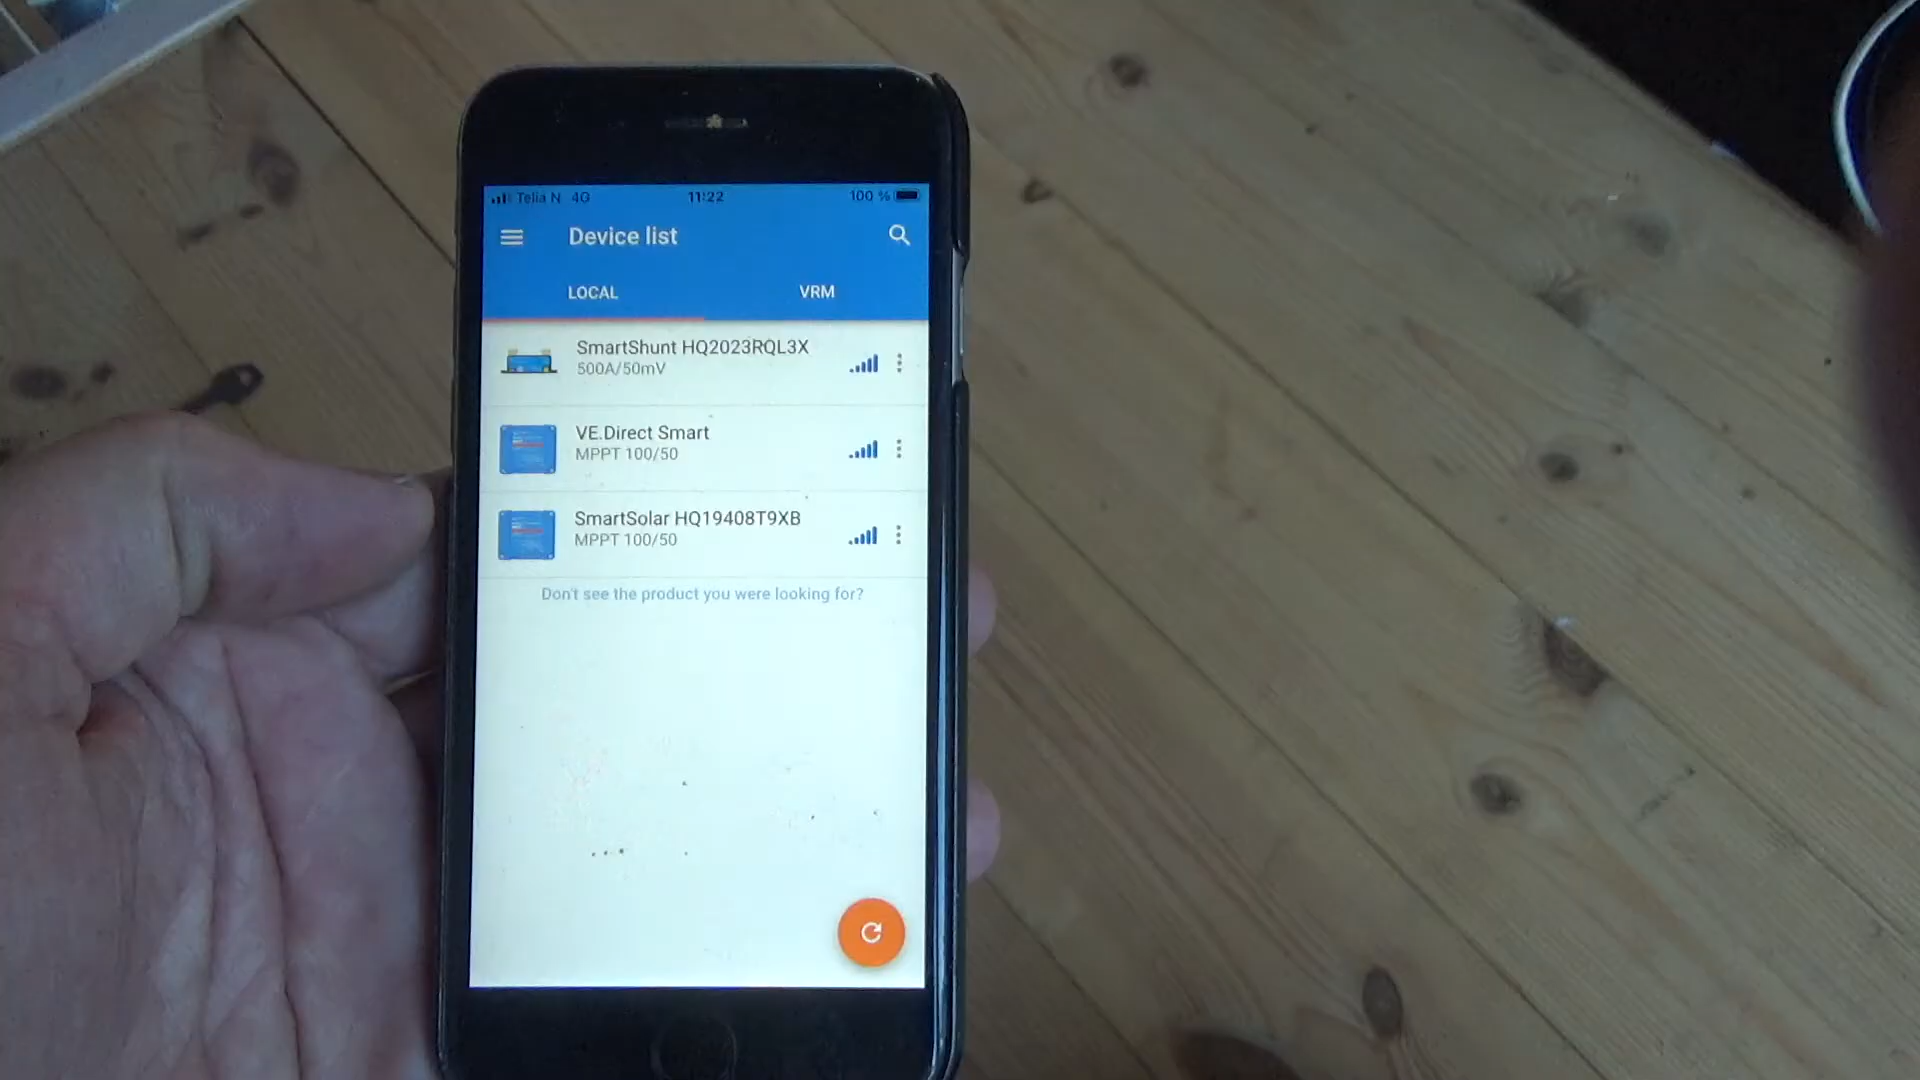 Telia N 4G 11:22 100 %
Device list
LOCAL VRM
SmartShunt HQ2023RQL3X
500A/50mV
VE.Direct Smart
MPPT 100/50
SmartSolar HQ19408T9XB
MPPT 100/50
Don't see the product you were looking for?